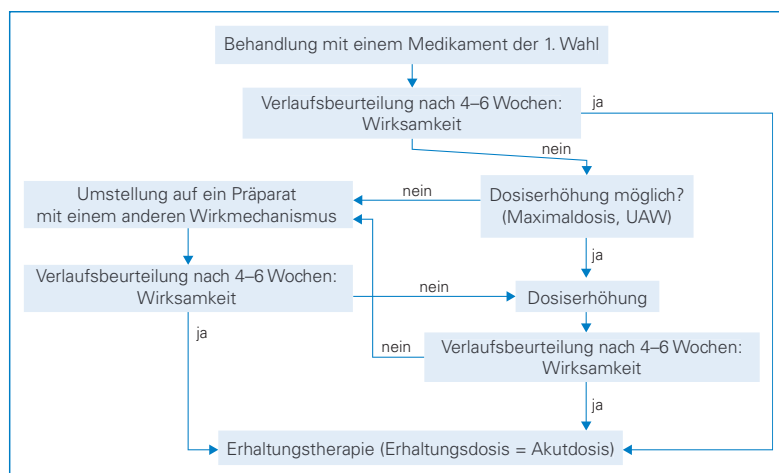 Behandlung mit einem Medikament der 1. Wahl
Verlaufsbeurteilung nach 4–6 Wochen:
Wirksamkeit
ja
nein
Umstellung auf ein Präparat
mit einem anderen Wirkmechanismus
nein
Dosiserhöhung möglich?
(Maximaldosis, UAW)
ja
Verlaufsbeurteilung nach 4–6 Wochen:
Wirksamkeit
nein
Dosiserhöhung
ja
nein
Verlaufsbeurteilung nach 4–6 Wochen:
Wirksamkeit
ja
Erhaltungstherapie (Erhaltungsdosis = Akutdosis)